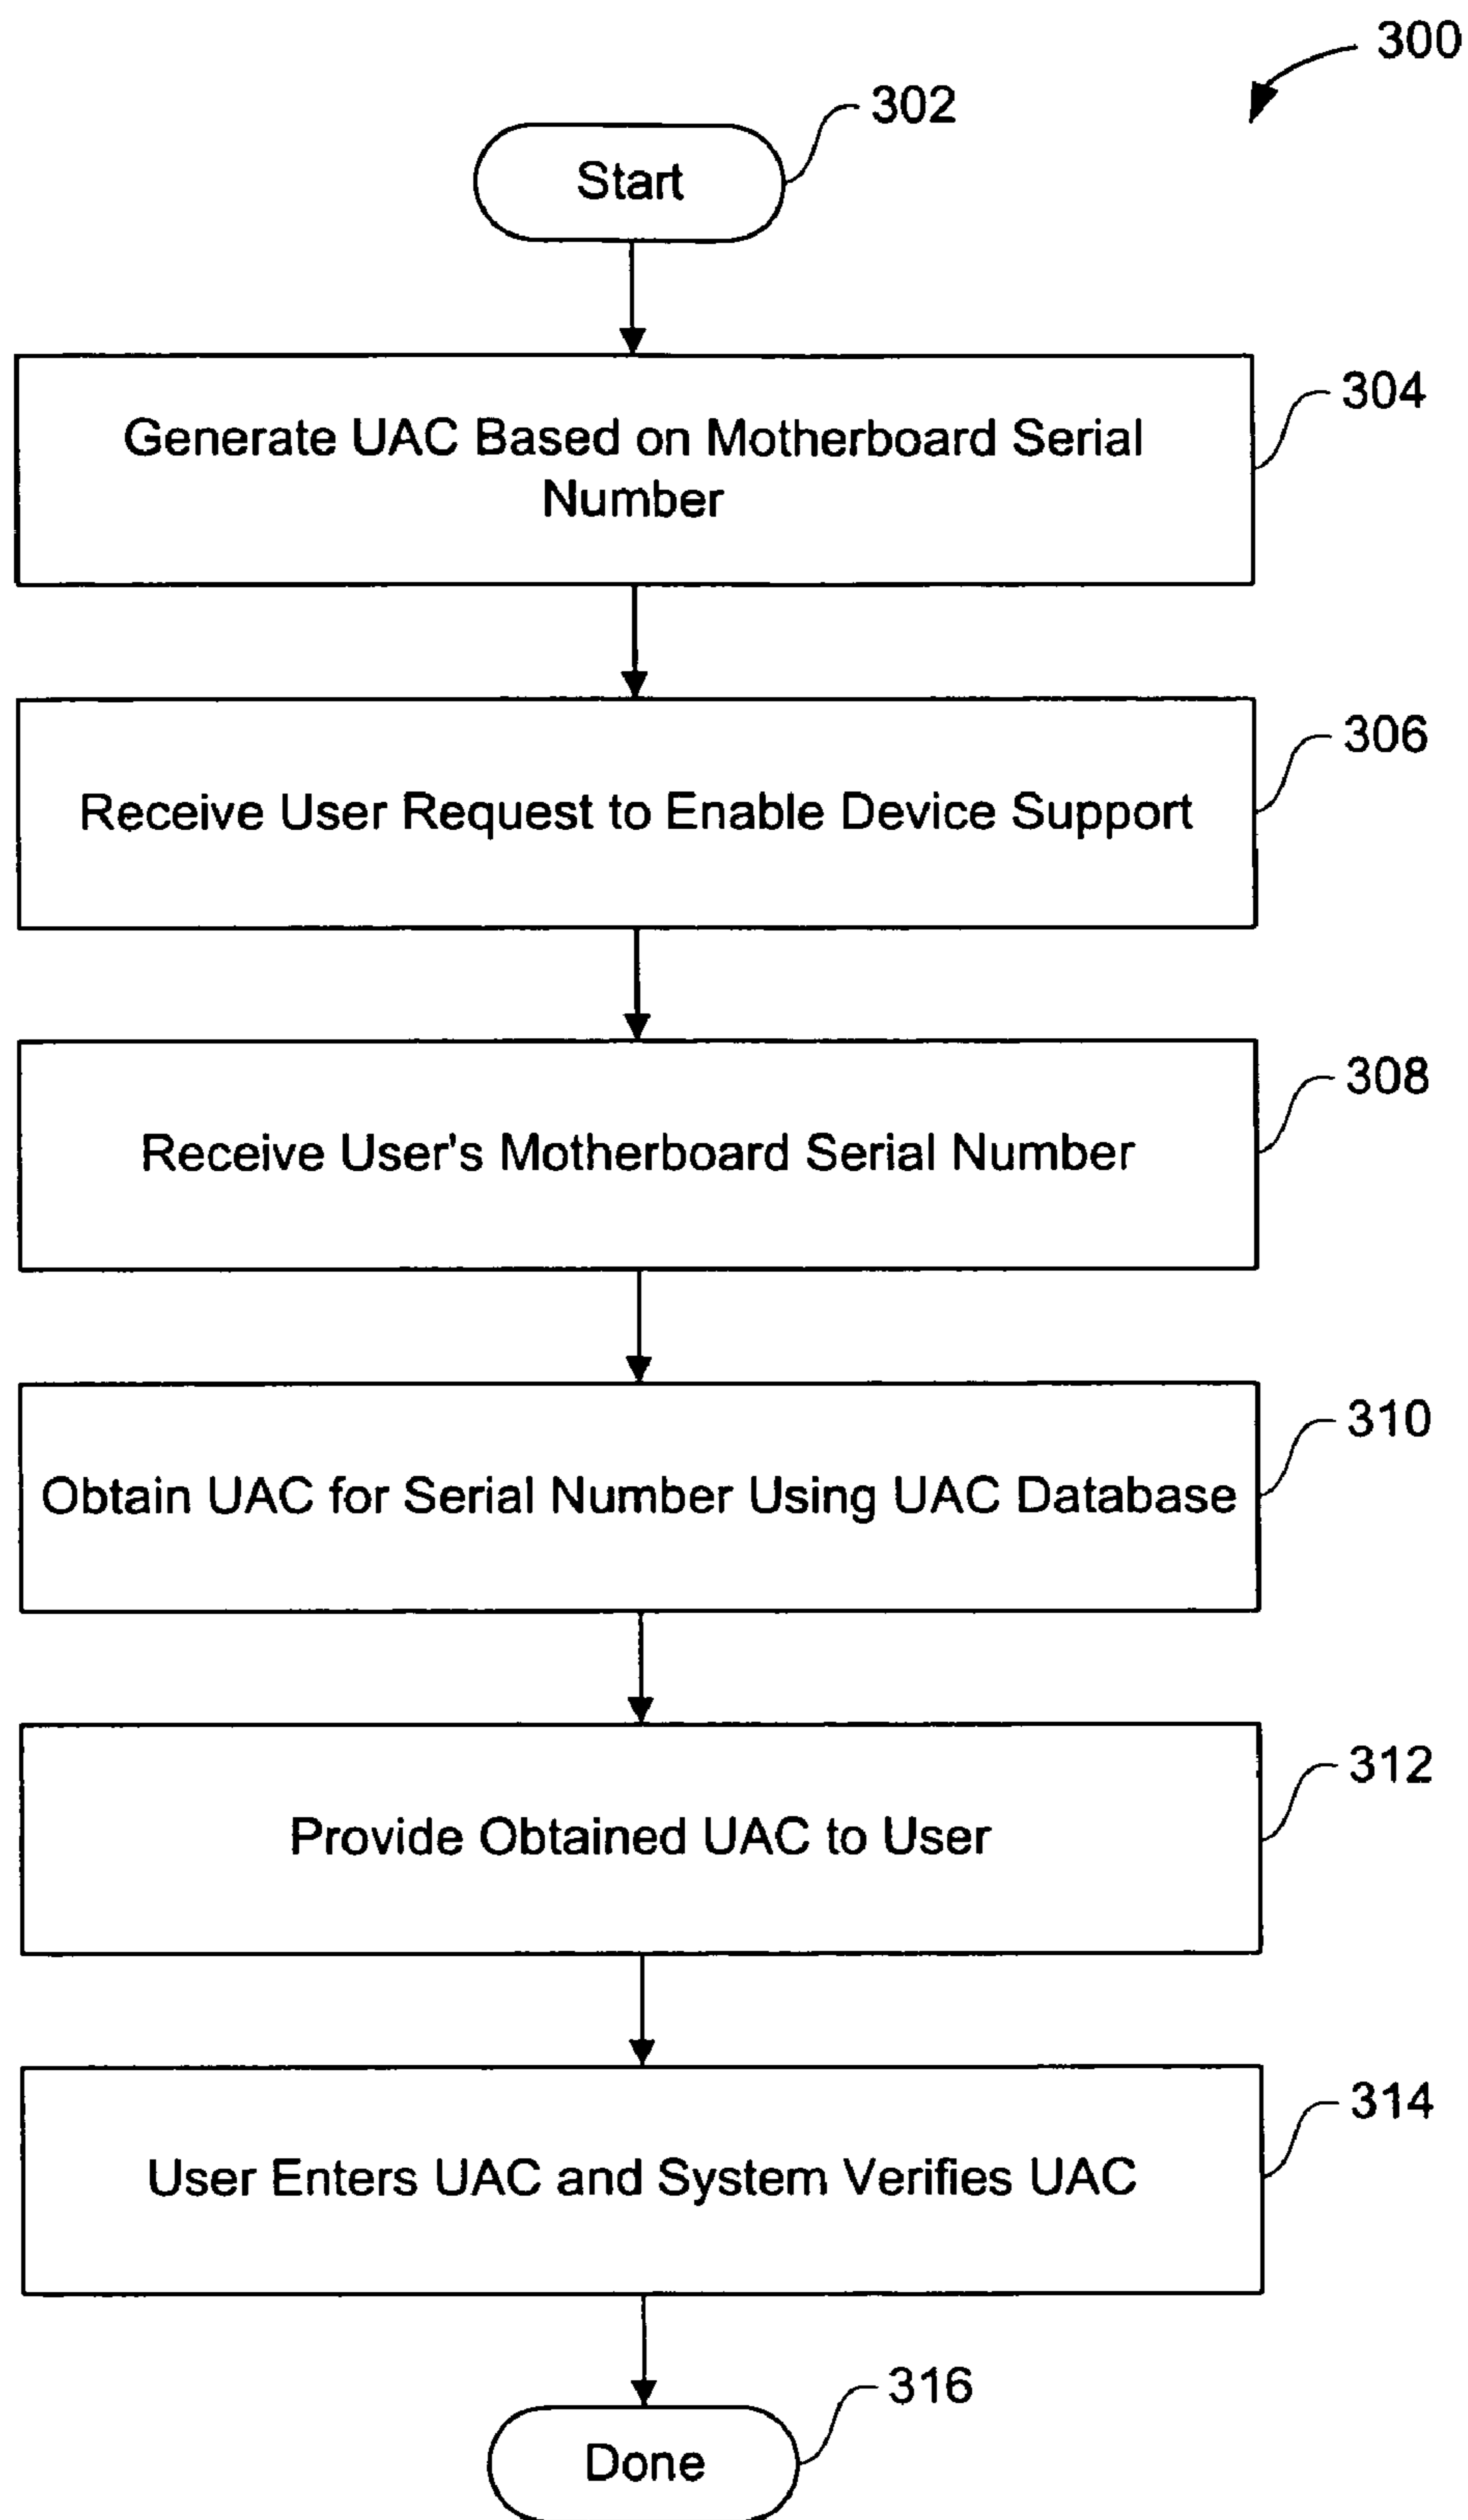 300
302
Start
304
Generate UAC Based on Motherboard Serial
Number
306
Receive User Request to Enable Device Support
308
Receive User's Motherboard Serial Number
310
Obtain UAC for Serial Number Using UAC Database
312
Provide Obtained UAC to User
314
User Enters UAC and System Verifies UAC
316
Done